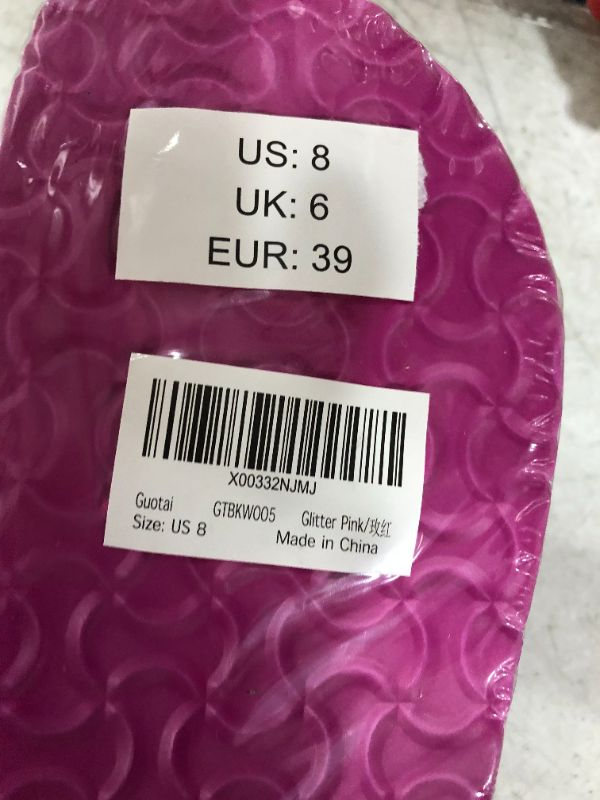 US: 8
UK: 6
EUR: 39
X00332NJMJ
Guotai GTBKW005 Glitter Pink/玫红
Size: US 8 Made in China